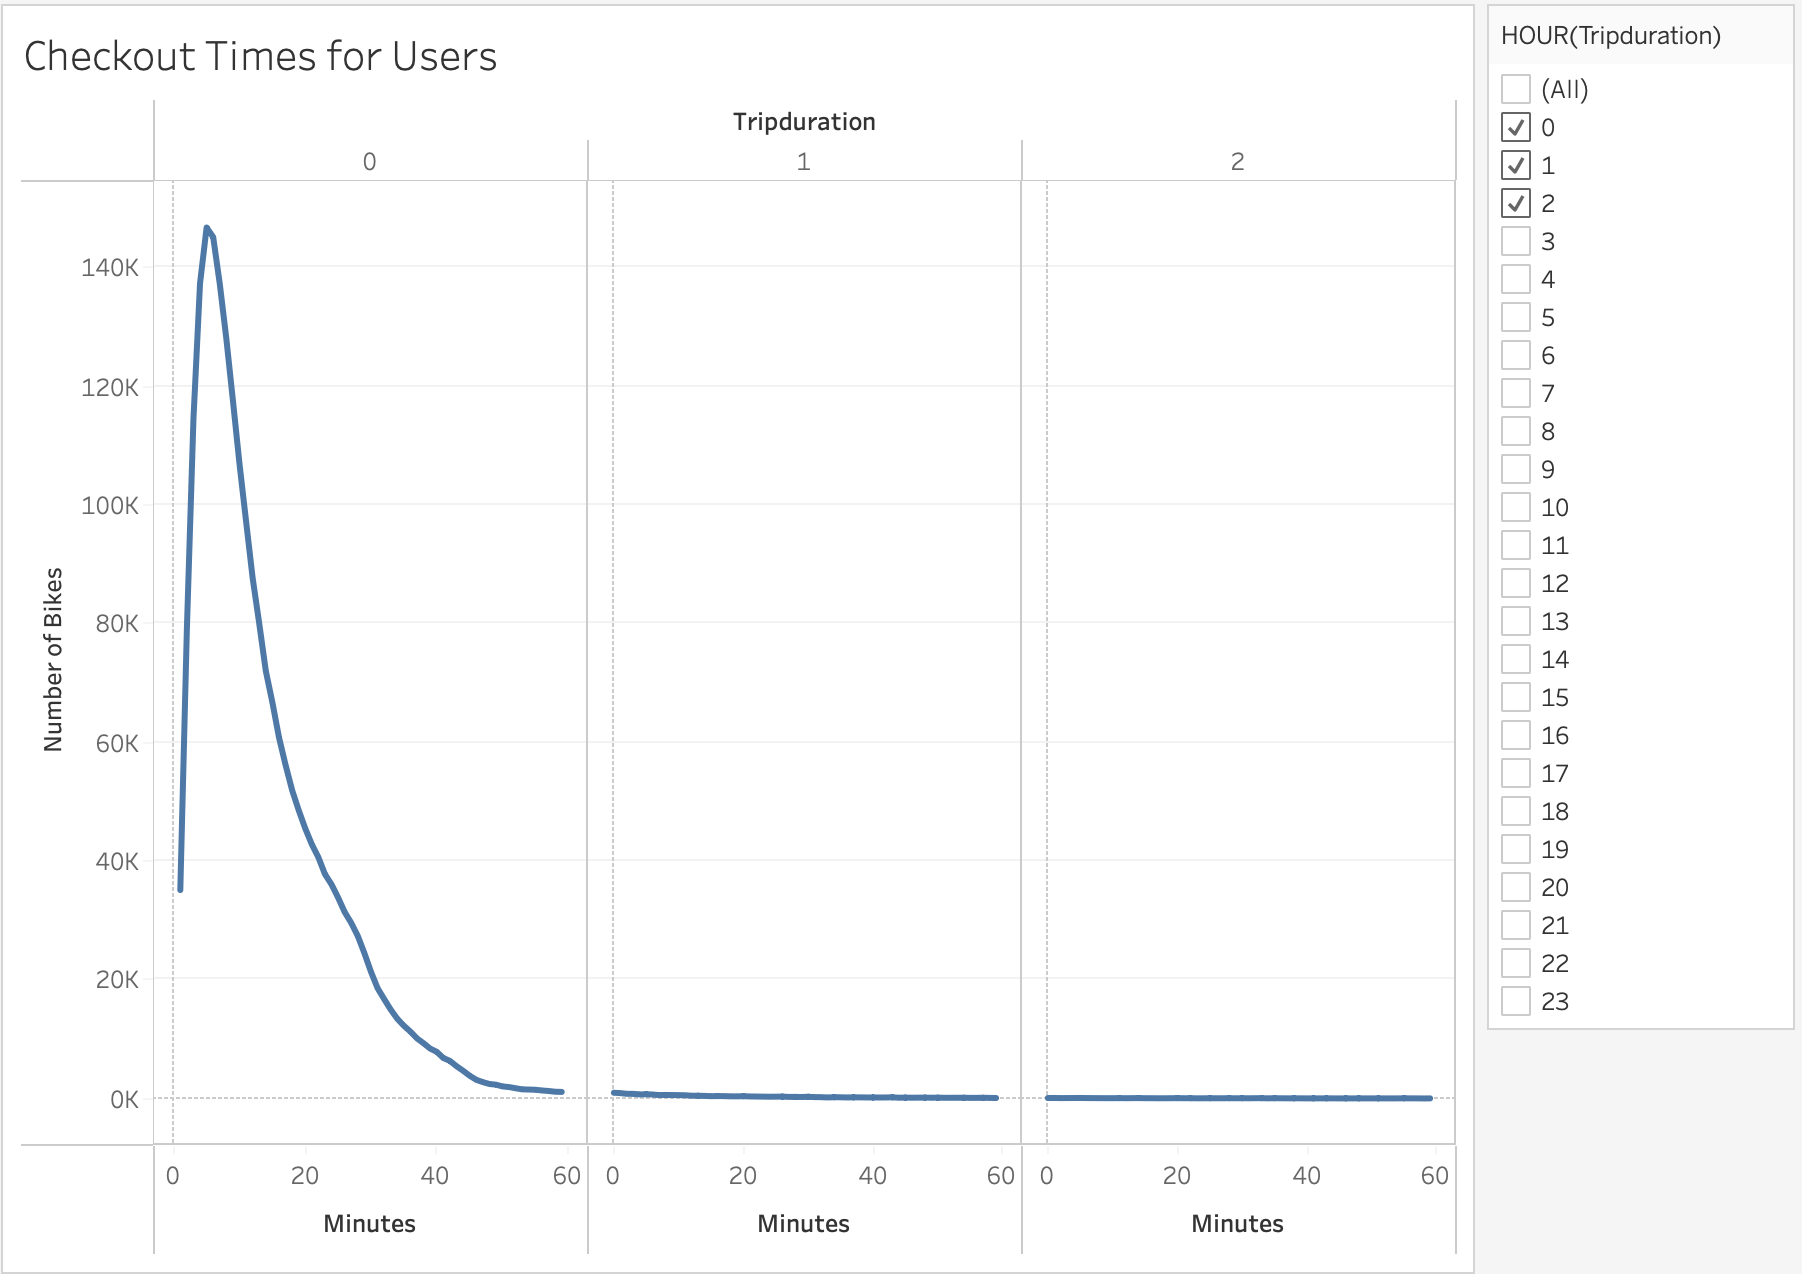 Checkout Times for Users
Tripduration
0 1 2
140K
120K
100K
80K
60K
40K
20K
0K
Number of Bikes
0 20 40 60 0 20 40 60 0 20 40 60
Minutes Minutes Minutes
HOUR(Tripduration)
(All)
0
1
2
3
4
5
6
7
8
9
10
11
12
13
14
15
16
17
18
19
20
21
22
23